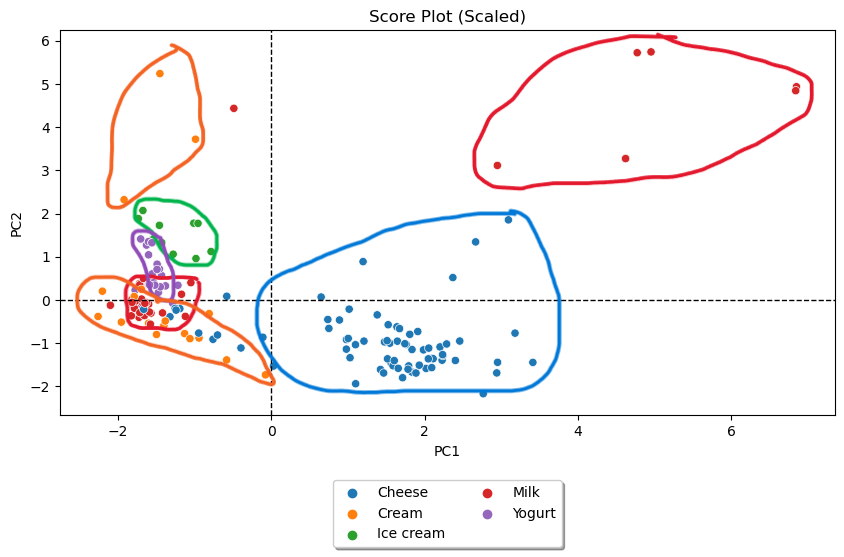 Score Plot (Scaled)
6
5
4
3
2
1
0
−1
−2
PC2
−2
0
2
4
6
PC1
Cheese
Cream
Ice cream
Milk
Yogurt